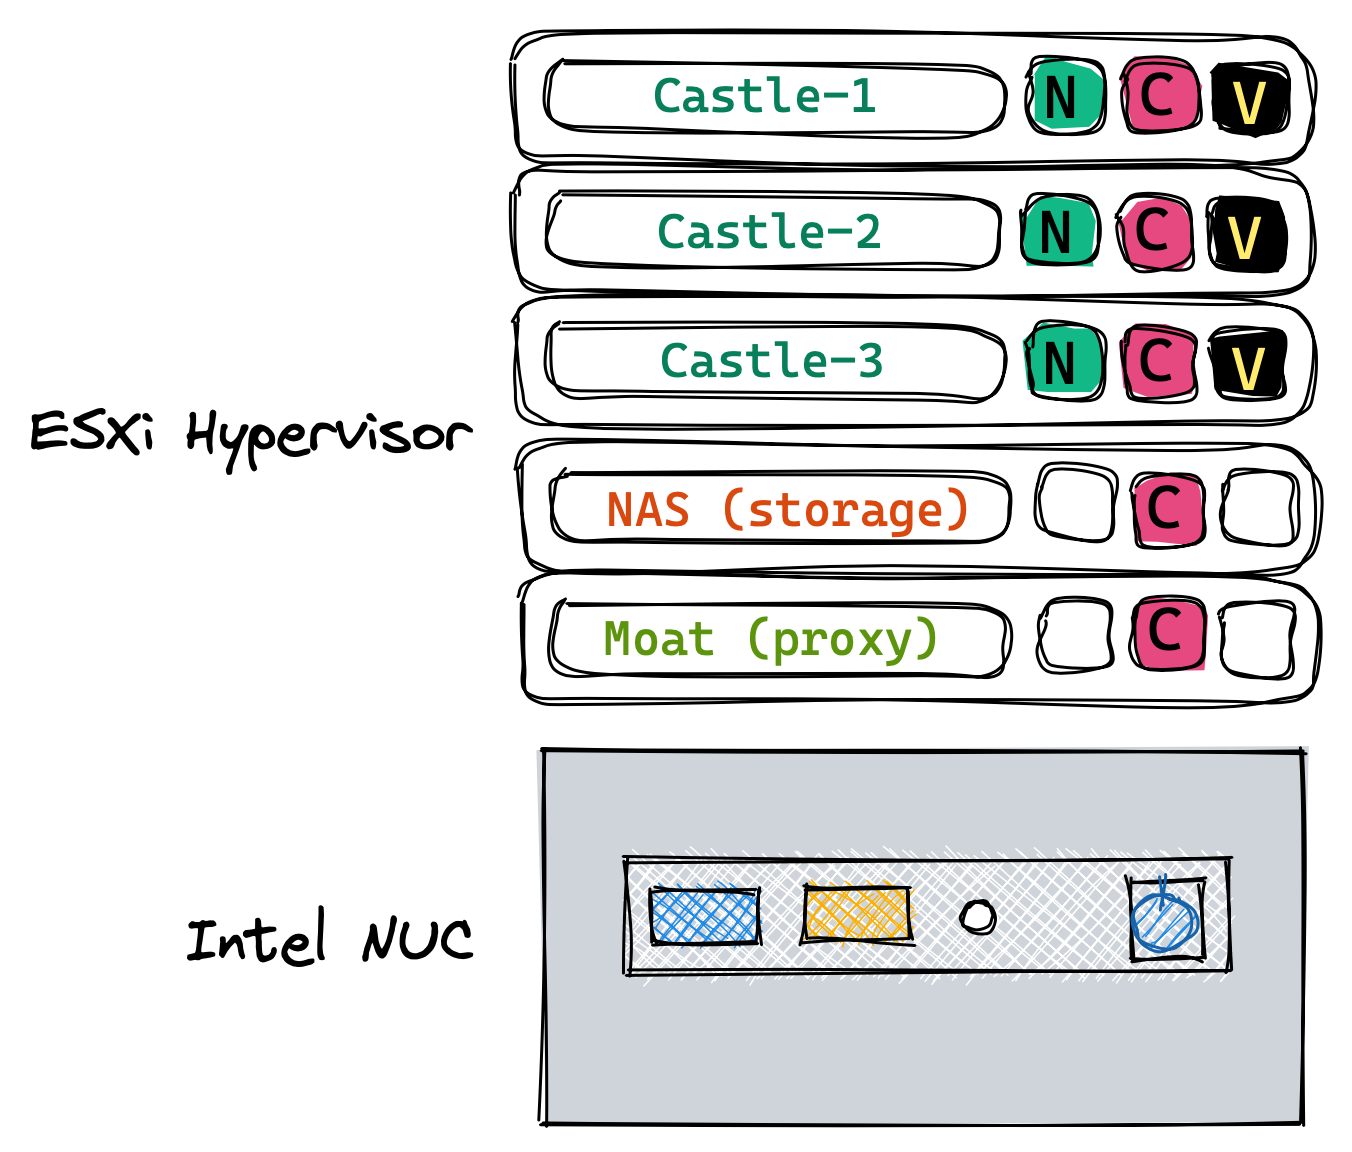 Castle-1 N C V
Castle-2 N C V
Castle-3 N C V
ESXi Hypervisor
NAS (storage) C
Moat (proxy) C
Intel NUC